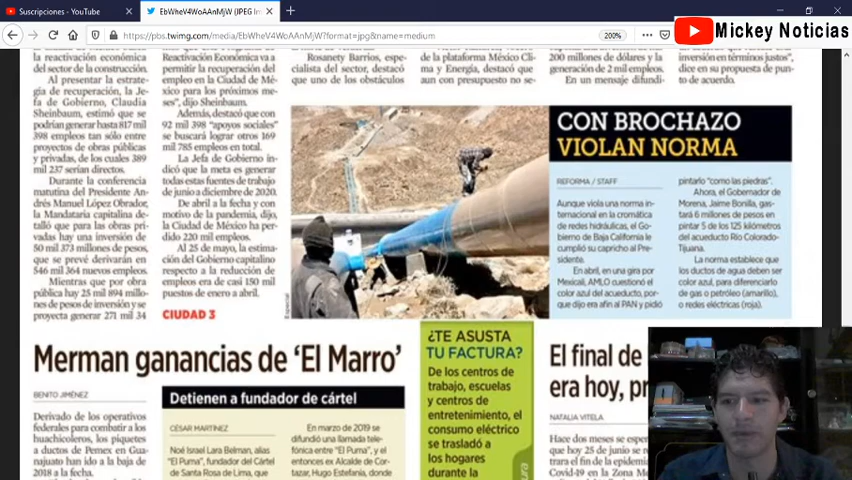 Suscripciones - YouTube
EbWheV4WoAAnMjW (JPEG Im
https://pbs.twimg.com/media/EbWheV4WoAAnMjW?format=jpg&name=medium
200%
Mickey Noticias
la reactivación económica
del sector de la construcción.
Al presentar la estrate-
gia de recuperación, la Je-
fa de Gobierno, Claudia
Sheinbaum, estimó que se
podrían generar hasta 817 mil
398 empleos tan sólo entre
proyectos de obras públicas
y privadas, de los cuales 389
mil 237 serían directos.
Durante la conferencia
matutina del Presidente An-
drés Manuel López Obrador,
la Mandataria capitalina de-
talló que para las obras pri-
vadas hay una inversión de
50 mil 373 millones de pesos,
que se prevé derivarán en
546 mil 364 nuevos empleos.
Mientras que por obra
pública hay 25 mil 894 millo-
nes de pesos de inversión y se
proyecta generar 271 mil 34
Reactivación Económica va a
permitir la recuperación del
empleo en la Ciudad de Mé-
xico para los próximos me-
ses", dijo Sheinbaum.
Además, destacó que con
92 mil 398 "apoyos sociales"
se buscará lograr otros 169
mil 785 empleos en total.
La Jefa de Gobierno in-
dicó que la meta es generar
todas estas fuentes de trabajo
de junio a diciembre de 2020.
De abril a la fecha y con
motivo de la pandemia, dijo,
la Ciudad de México ha per-
dido 220 mil empleos.
Al 25 de mayo, la estima-
ción del Gobierno capitalino
respecto a la reducción de
empleos era de casi 150 mil
puestos de enero a abril.
CIUDAD 3
Rosanety Barrios, espe-
cialista del sector, destacó
que uno de los obstáculos
de la plataforma México Cli-
ma y Energía, destacó que
aun con presupuesto no se-
200 millones de dólares y la
generación de 2 mil empleos.
En un mensaje difundi-
inversión en términos justos",
dice en su propuesta de pun-
to de acuerdo.
Especial
CON BROCHAZO
VIOLAN NORMA
REFORMA / STAFF
Aunque viola una norma in-
ternacional en la cromática
de redes hidráulicas, el Go-
bierno de Baja California le
cumplió su capricho al Pre-
sidente.
En abril, en una gira por
Mexicali, AMLO cuestionó el
color azul del acueducto, por-
que dijo era afín al PAN y pidió
pintarlo "como las piedras".
Ahora, el Gobernador de
Morena, Jaime Bonilla, gas-
tará 6 millones de pesos en
pintar 5 de los 125 kilómetros
del acueducto Río Colorado-
Tijuana.
La norma establece que
los ductos de agua deben ser
color azul, para diferenciarlo
de gas o petróleo (amarillo),
o redes eléctricas (roja).
Merman ganancias de 'El Marro'
BENITO JIMÉNEZ
Derivado de los operativos
federales para combatir a los
huachicoleros, los piquetes
a ductos de Pemex en Gua-
najuato han ido a la baja de
2018 a la fecha.
Detienen a fundador de cártel
CÉSAR MARTÍNEZ
Noé Israel Lara Belman, alias
"El Puma", fundador del Cártel
de Santa Rosa de Lima, que
En marzo de 2019 se
difundió una llamada tele-
fónica entre "El Puma", y el
entonces ex Alcalde de Cor-
tazar, Hugo Estefanía, donde
¿TE ASUSTA
TU FACTURA?
De los centros de
trabajo, escuelas
y centros de
entretenimiento, el
consumo eléctrico
se trasladó a
los hogares
durante la
El final de
era hoy, pr
NATALIA VITELA
Hace dos meses se esper
que hoy 25 de junio se
trara el fin de la epidemia
Covid-19 en la Zona Me